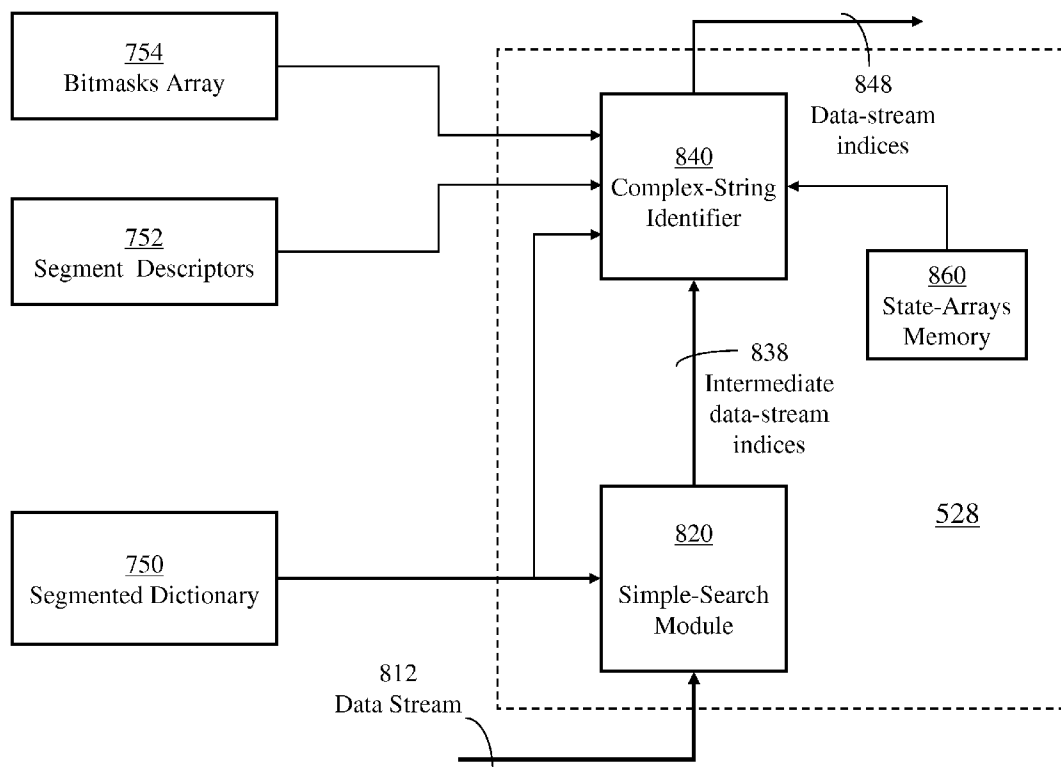 754
Bitmasks Array
848
Data-stream
indices
840
Complex-String
Identifier
752
Segment Descriptors
860
State-Arrays
Memory
838
Intermediate
data-stream
indices
528
820
Simple-Search
Module
750
Segmented Dictionary
812
Data Stream